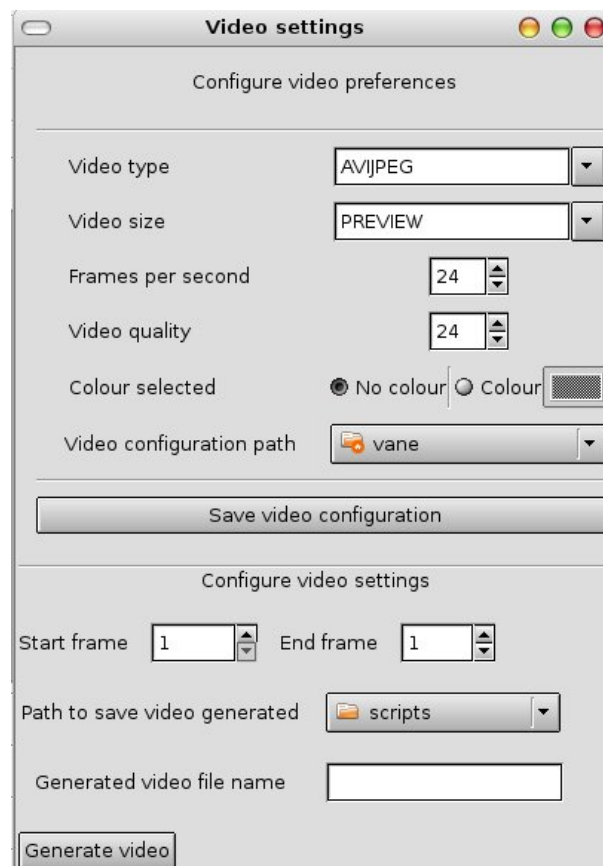 Video settings
Configure video preferences
Video type AVIJPEG
Video size PREVIEW
Frames per second 24
Video quality 24
Colour selected No colour Colour
Video configuration path vane
Save video configuration
Configure video settings
Start frame 1 End frame 1
Path to save video generated scripts
Generated video file name
Generate video